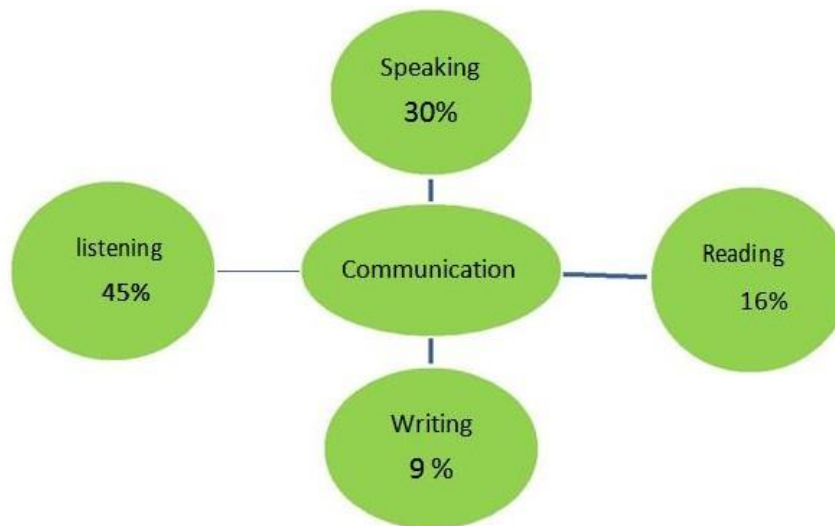 Speaking
30%
listening
45%
Communication
Reading
16%
Writing
9 %